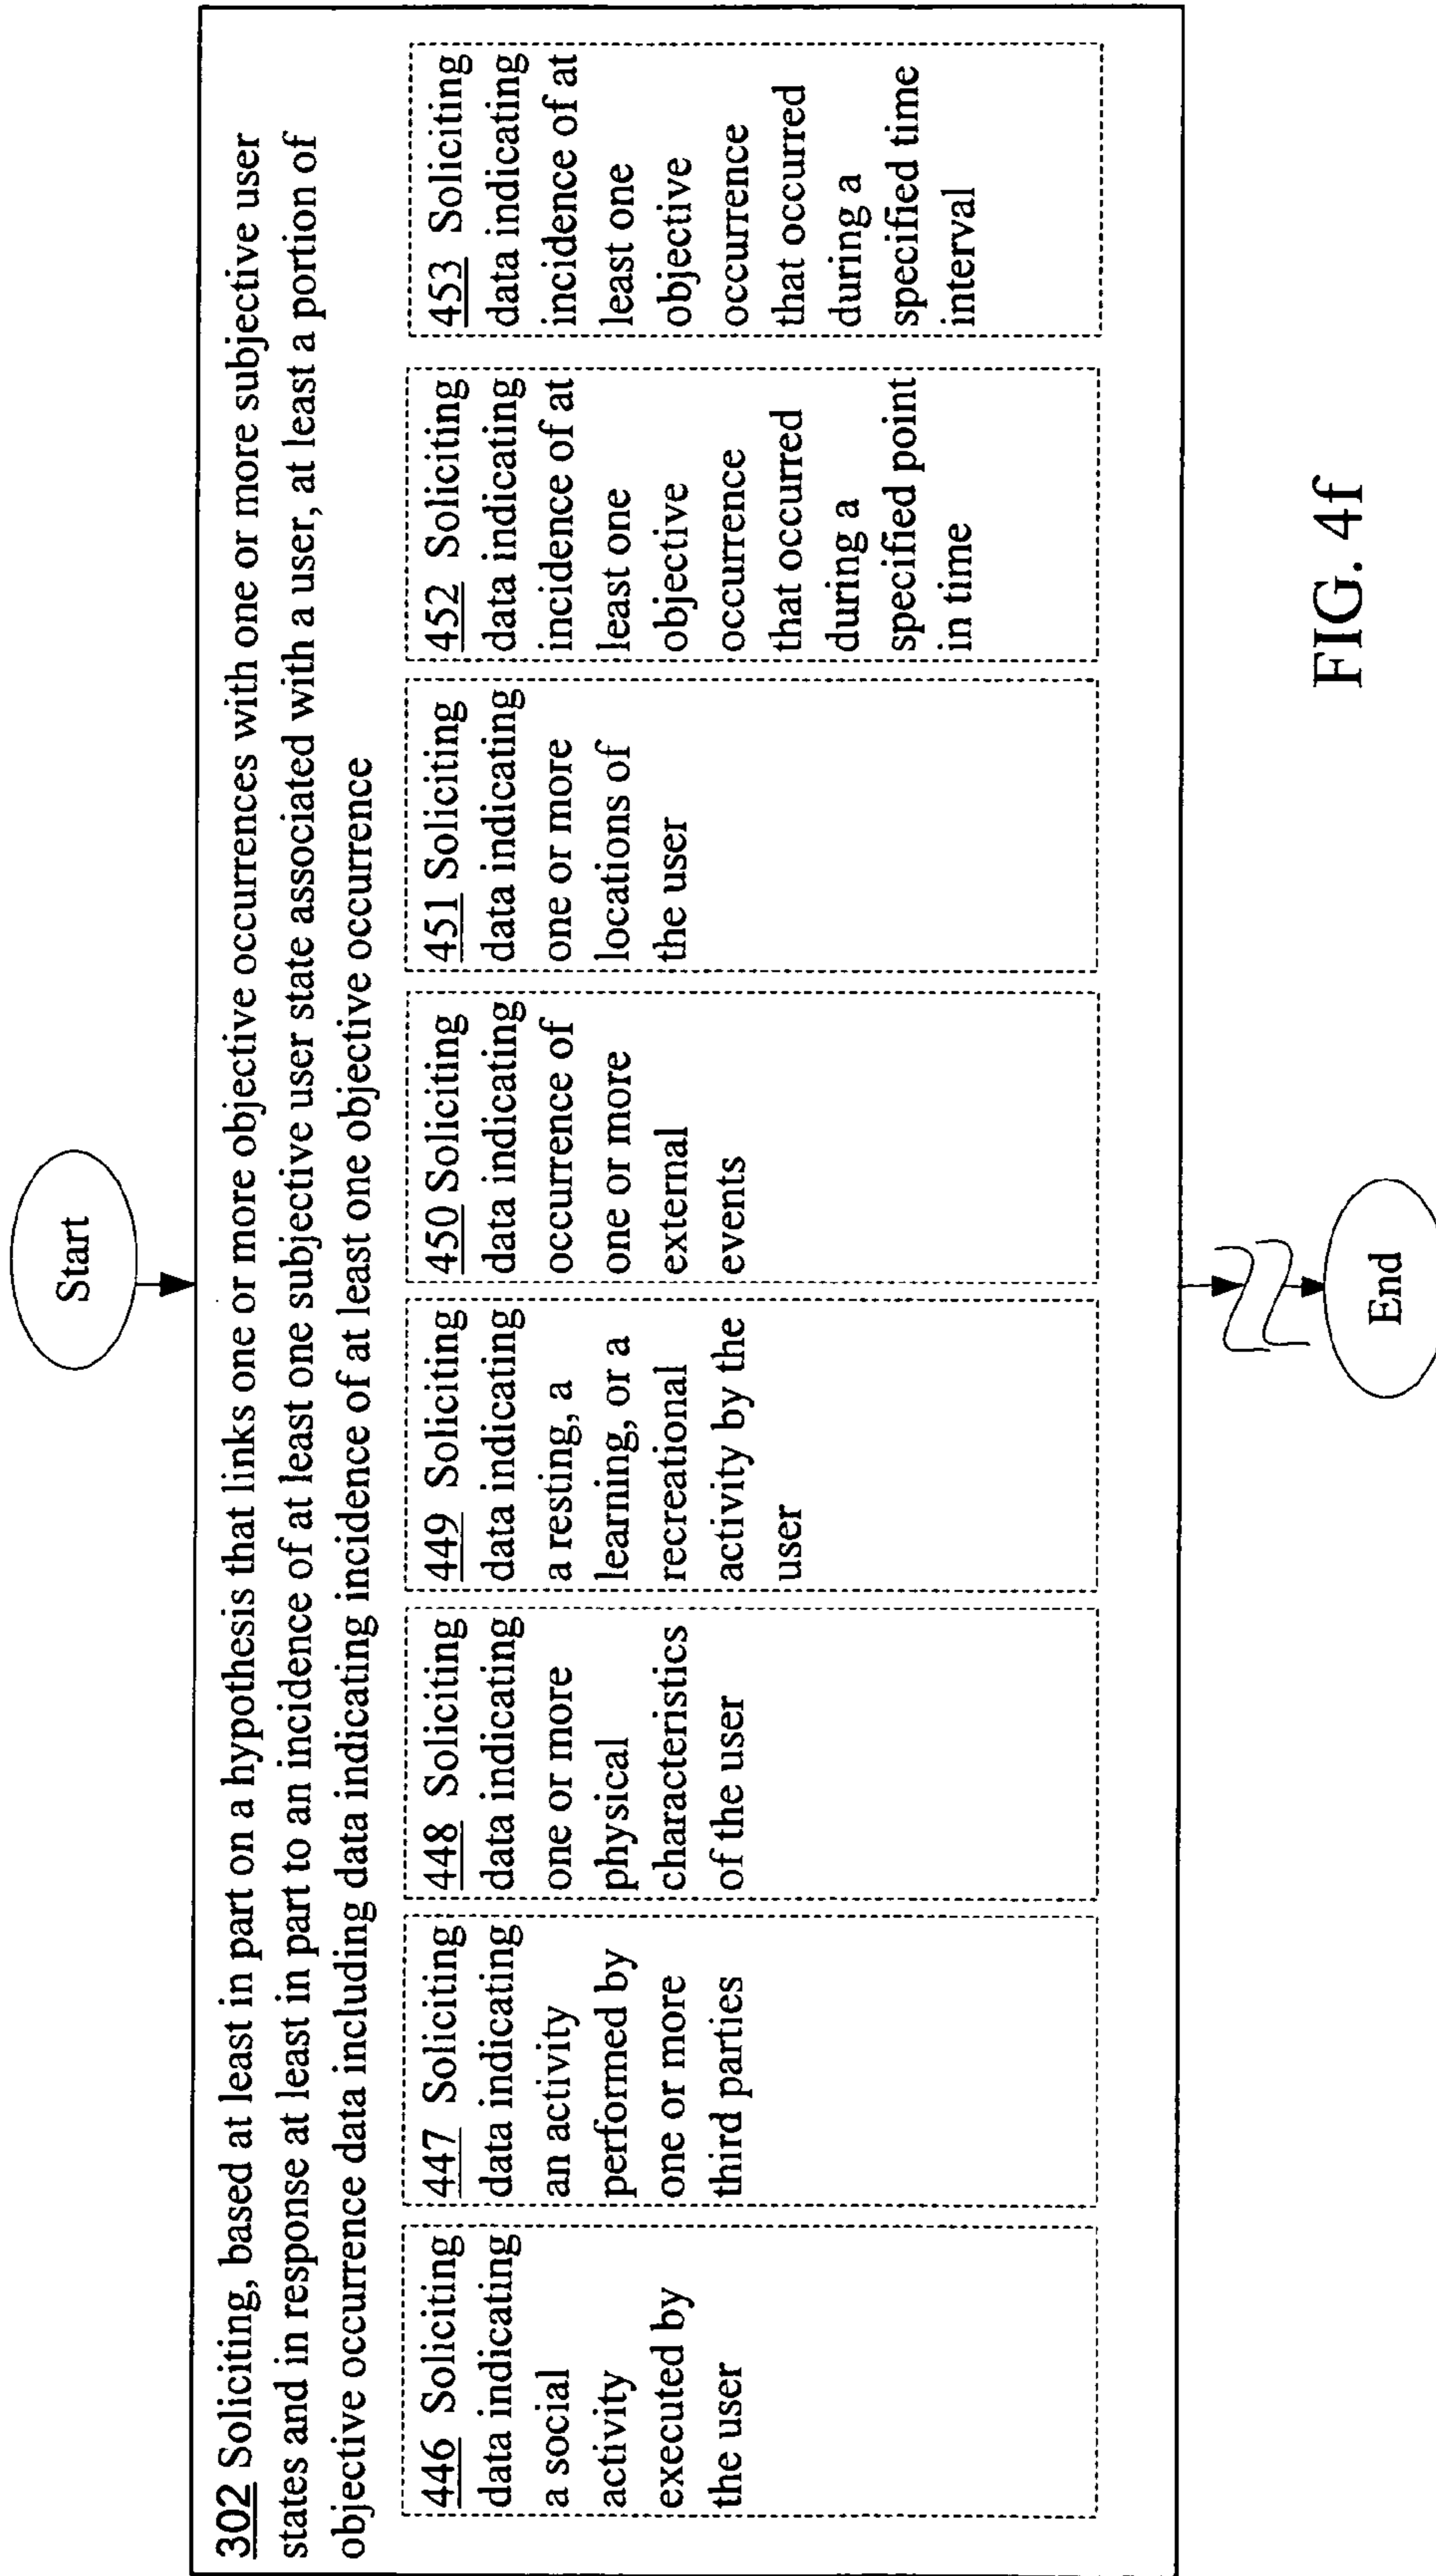 Start
302 Soliciting, based at least in part on a hypothesis that links one or more objective occurrences with one or more subjective user
states and in response at least in part to an incidence of at least one subjective user state associated with a user, at least a portion of
objective occurrence data including data indicating incidence of at least one objective occurrence
446 Soliciting
data indicating
a social
activity
executed by
the user
447 Soliciting
data indicating
an activity
performed by
one or more
third parties
448 Soliciting
data indicating
one or more
physical
characteristics
of the user
449 Soliciting
data indicating
a resting, a
learning, or a
recreational
activity by the
user
450 Soliciting
data indicating
occurrence of
one or more
external
events
451 Soliciting
data indicating
one or more
locations of
the user
452 Soliciting
data indicating
incidence of at
least one
objective
occurrence
that occurred
during a
specified point
in time
453 Soliciting
data indicating
incidence of at
least one
objective
occurrence
that occurred
during a
specified time
interval
End
FIG. 4f